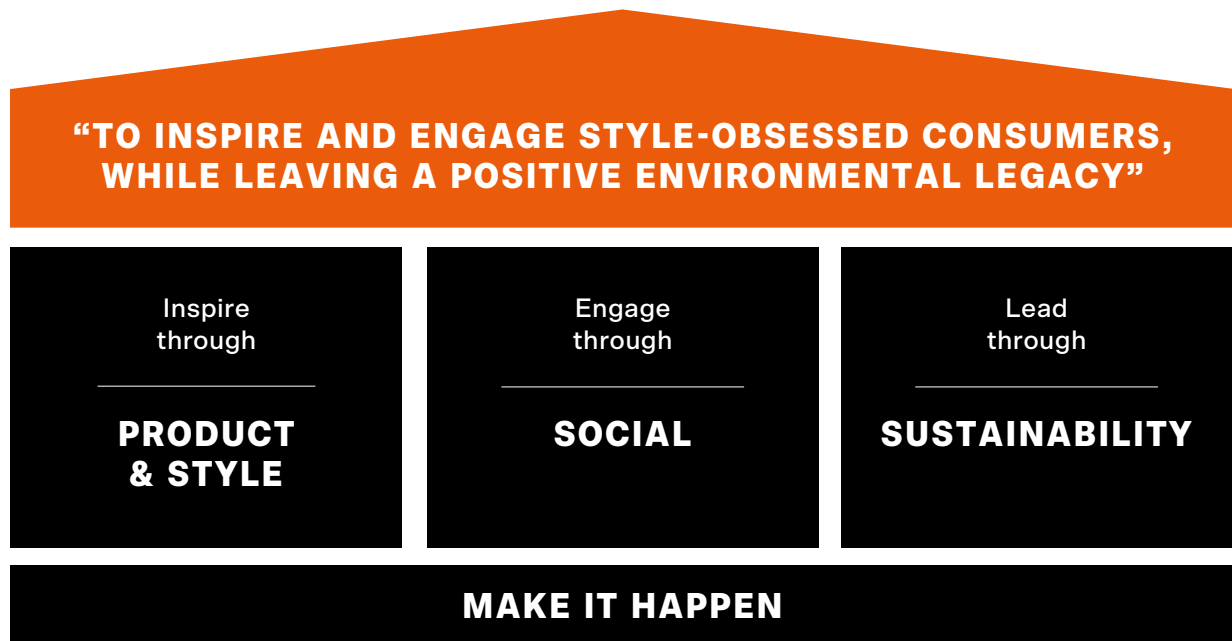 “TO INSPIRE AND ENGAGE STYLE-OBSESSED CONSUMERS,
WHILE LEAVING A POSITIVE ENVIRONMENTAL LEGACY”
Inspire
through
PRODUCT
& STYLE
Engage
through
SOCIAL
Lead
through
SUSTAINABILITY
MAKE IT HAPPEN